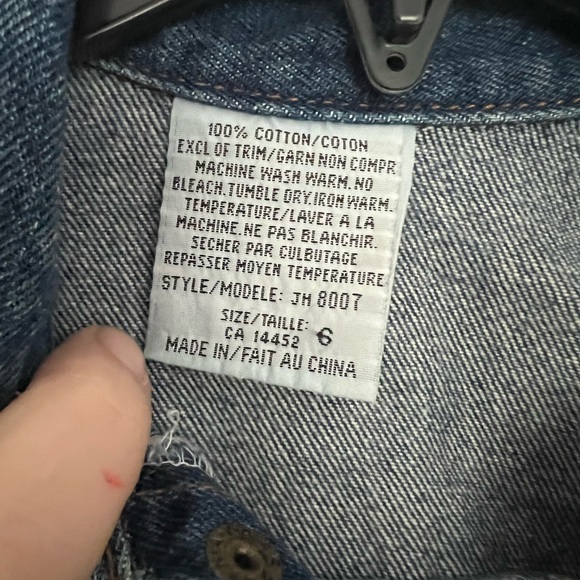 100% COTTON/COTON
EXCL OF TRIM/GARN NON COMPR
MACHINE WASH WARM.NO
BLEACH.TUMBLE DRY.IRON WARM.
TEMPERATURE/LAVER A LA
MACHINE.NE PAS BLANCHIR.
SECHER PAR CULBUTAGE
REPASSER MOYEN TEMPERATURE
STYLE/MODELE: JH 8007
SIZE/TAILLE: 6
CA 14452
MADE IN/FAIT AU CHINA